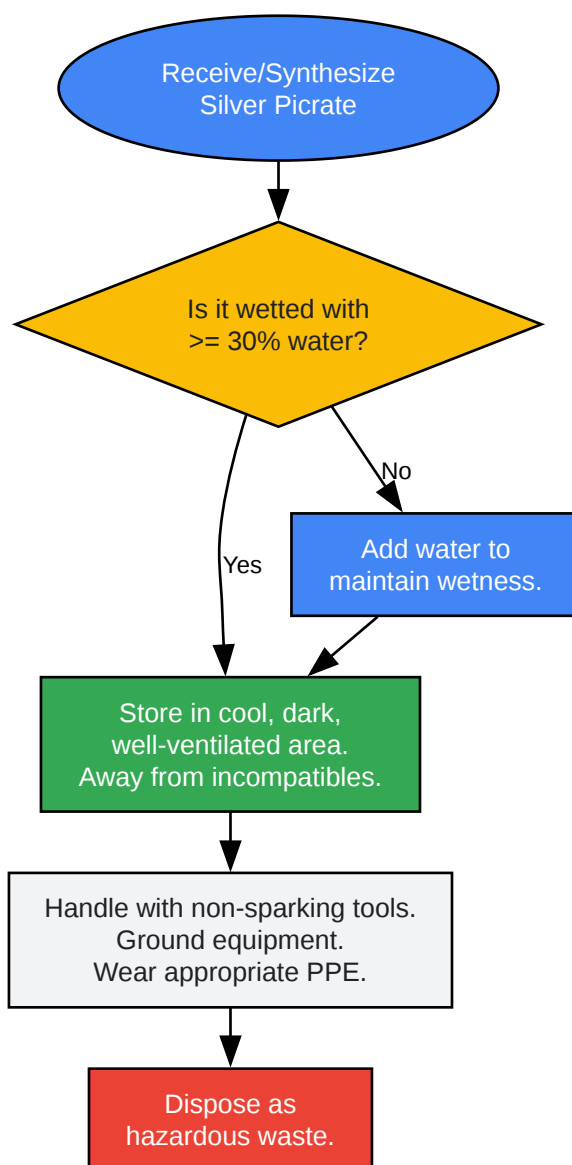 Receive/Synthesize
Silver Picrate
Is it wetted with
>= 30% water?
No
Add water to
maintain wetness.
Yes
Store in cool, dark,
well-ventilated area.
Away from incompatibles.
Handle with non-sparking tools.
Ground equipment.
Wear appropriate PPE.
Dispose as
hazardous waste.